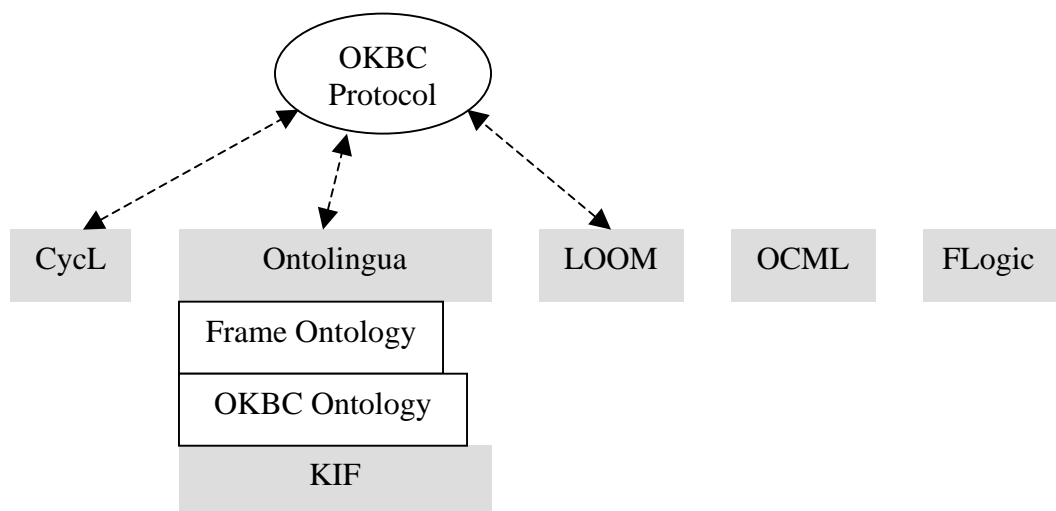 OKBC
Protocol
CycL
Ontolingua
LOOM
OCML
FLogic
Frame Ontology
OKBC Ontology
KIF